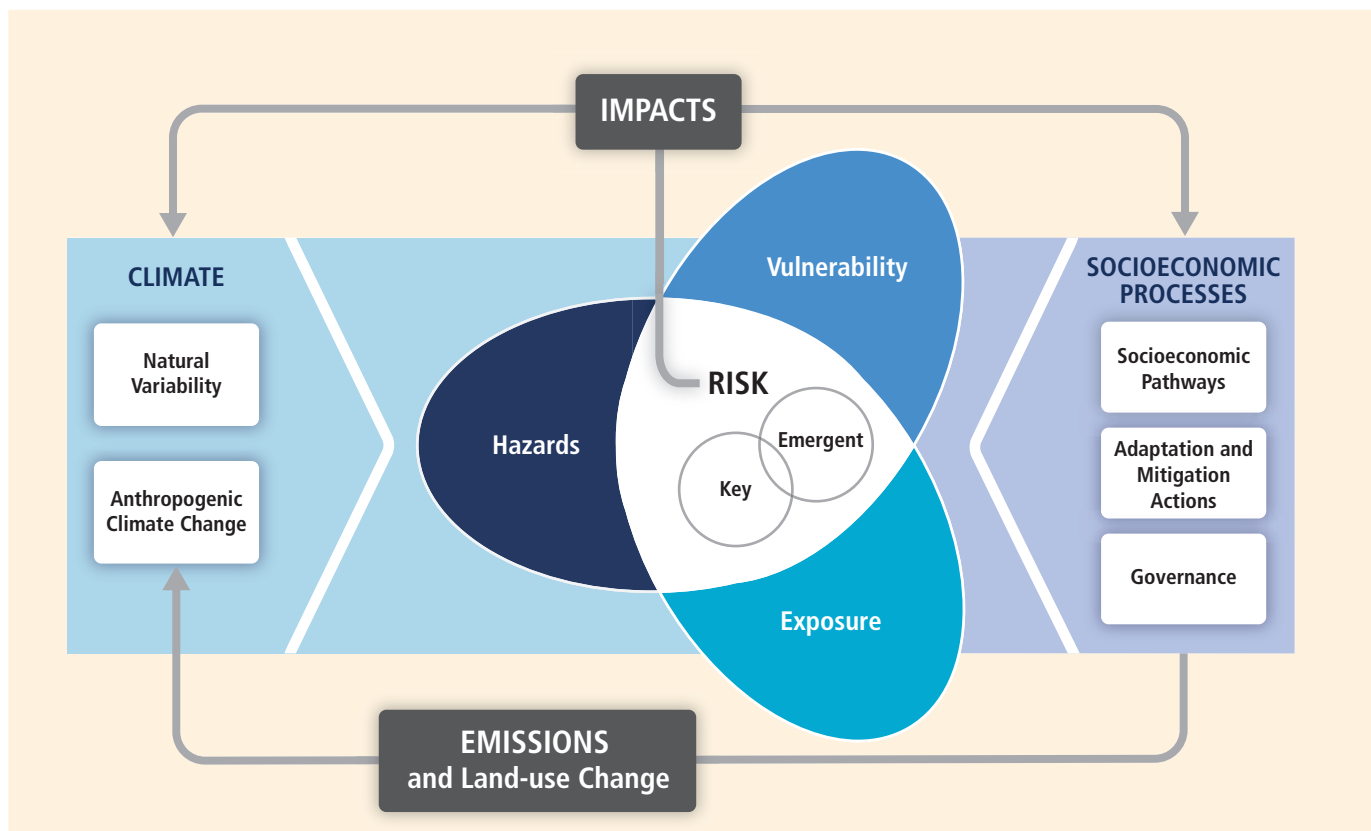 IMPACTS
CLIMATE
Natural
Variability
Anthropogenic
Climate Change
Hazards
Vulnerability
RISK
Emergent
Key
Exposure
SOCIOECONOMIC
PROCESSES
Socioeconomic
Pathways
Adaptation and
Mitigation
Actions
Governance
EMISSIONS
and Land-use Change